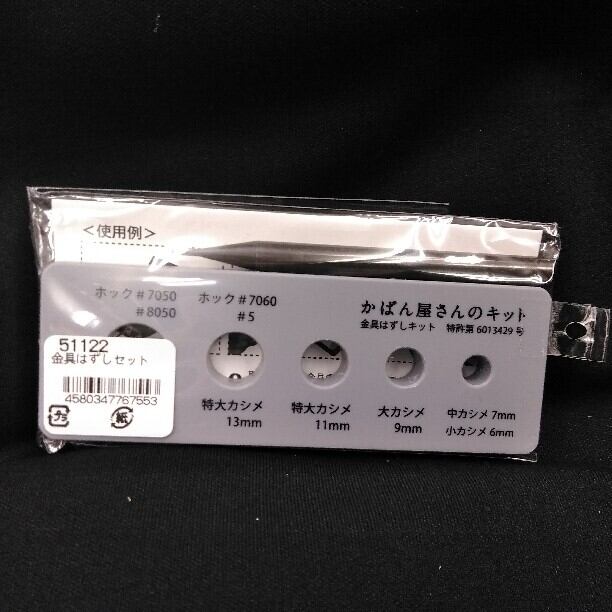 <使用例>
ホック#7050
#8050
ホック#7060
#5
かばん屋さんのキット
金具はずしキット 特許第6013429号
51122
金具はずしセット
4580347767553
プラ
紙
特大カシメ
13mm
特大カシメ
11mm
大カシメ
9mm
中カシメ 7mm
小カシメ 6mm